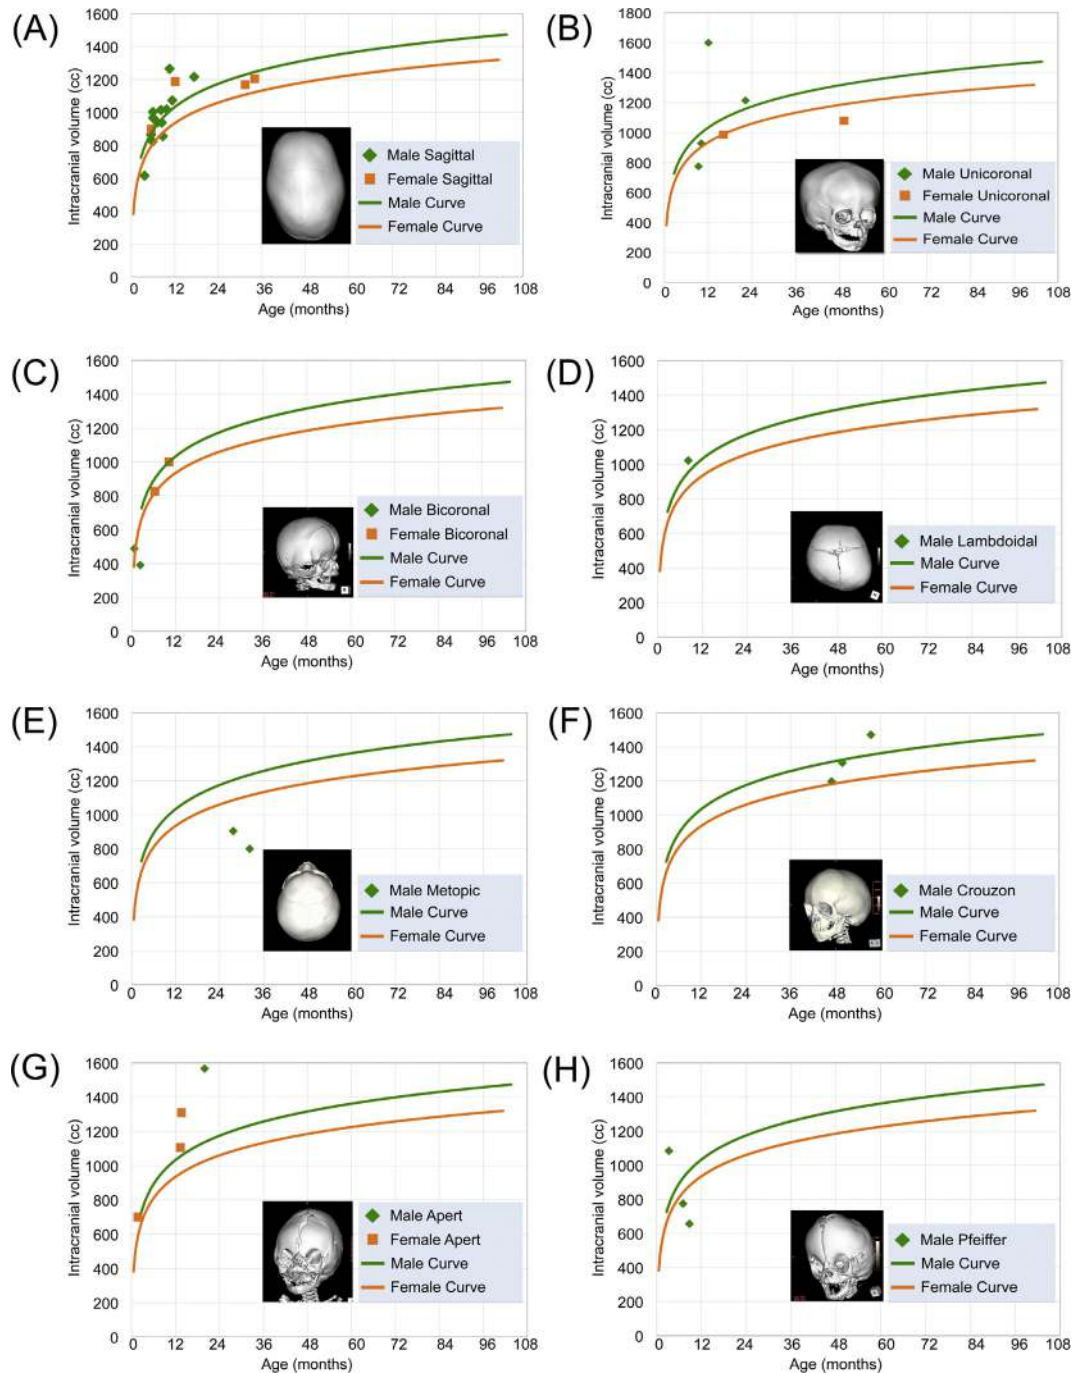 (A)
Intracranial volume (cc)
1600
1400
1200
1000
800
600
400
200
0
0 12 24 36 48 60 72 84 96 108
Age (months)
Male Sagittal
Female Sagittal
Male Curve
Female Curve
(B)
Intracranial volume (cc)
1800
1600
1400
1200
1000
800
600
400
200
0
0 12 24 36 48 60 72 84 96 108
Age (months)
Male Unicoronal
Female Unicoronal
Male Curve
Female Curve
(C)
Intracranial volume (cc)
1600
1400
1200
1000
800
600
400
200
0
0 12 24 36 48 60 72 84 96 108
Age (months)
Male Bicoronal
Female Bicoronal
Male Curve
Female Curve
(D)
Intracranial volume (cc)
1600
1400
1200
1000
800
600
400
200
0
0 12 24 36 48 60 72 84 96 108
Age (months)
Male Lambdoidal
Male Curve
Female Curve
(E)
Intracranial volume (cc)
1600
1400
1200
1000
800
600
400
200
0
0 12 24 36 48 60 72 84 96 108
Age (months)
Male Metopic
Male Curve
Female Curve
(F)
Intracranial volume (cc)
1600
1400
1200
1000
800
600
400
200
0
0 12 24 36 48 60 72 84 96 108
Age (months)
Male Crouzon
Male Curve
Female Curve
(G)
Intracranial volume (cc)
1600
1400
1200
1000
800
600
400
200
0
0 12 24 36 48 60 72 84 96 108
Age (months)
Male Apert
Female Apert
Male Curve
Female Curve
(H)
Intracranial volume (cc)
1600
1400
1200
1000
800
600
400
200
0
0 12 24 36 48 60 72 84 96 108
Age (months)
Male Pfeiffer
Male Curve
Female Curve